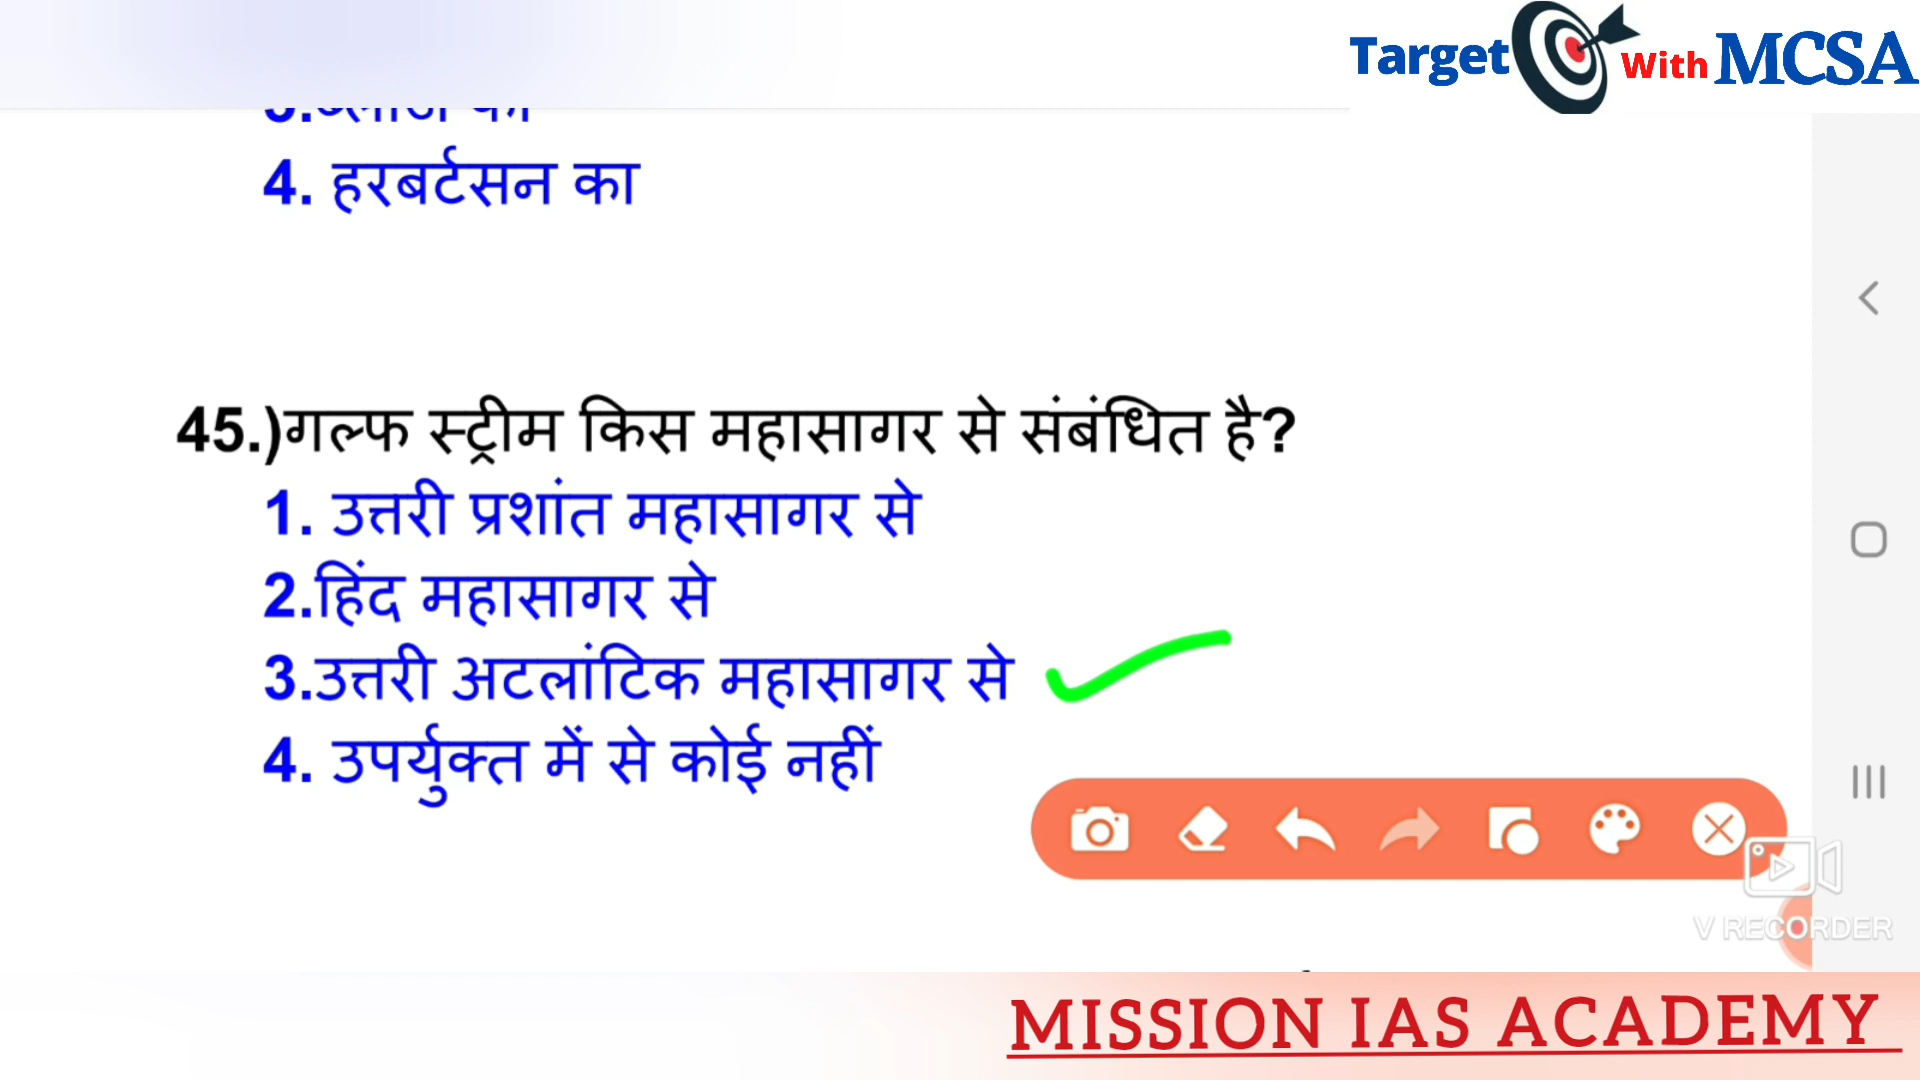 Target With MCSA
4. हरबर्टसन का
45.)गल्फ स्ट्रीम किस महासागर से संबंधित है?
1. उत्तरी प्रशांत महासागर से
2.हिंद महासागर से
3.उत्तरी अटलांटिक महासागर से
4. उपर्युक्त में से कोई नहीं
V RECORDER
MISSION IAS ACADEMY